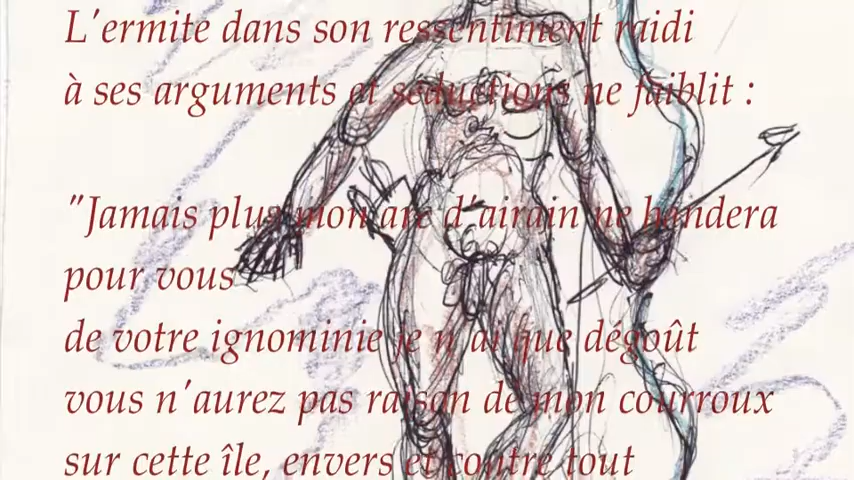 L'ermite dans son ressentiment raidi
à ses arguments et séductions ne faiblit :
"Jamais plus mon arc d'airain ne bandera
pour vous
de votre ignominie je n'ai que dégoût
vous n'aurez pas raison de mon courroux
sur cette île, envers et contre tout